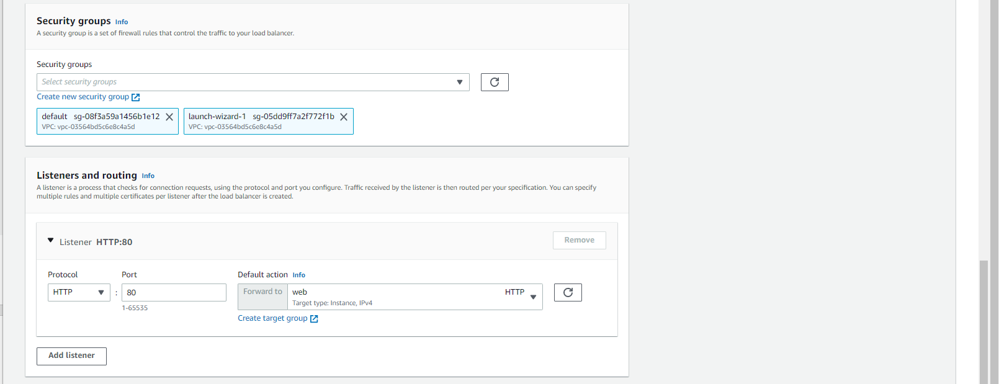 Security groups Info
A security group is a set of firewall rules that control the traffic to your load balancer.
Security groups
Select security groups
Create new security group
default sg-08f3a59a1456b1e12
VPC: vpc-03564bd5c6e8c4a5d
launch-wizard-1 sg-05dd9ff7a2f772f1b
VPC: vpc-03564bd5c6e8c4a5d
Listeners and routing Info
A listener is a process that checks for connection requests, using the protocol and port you configure. Traffic received by the listener is then routed per your specification. You can specify
multiple rules and multiple certificates per listener after the load balancer is created.
Listener HTTP:80
Remove
Protocol
Port
Default action Info
HTTP
:
80
Forward to
web
HTTP
Target type: Instance, IPv4
1-65535
Create target group
Add listener